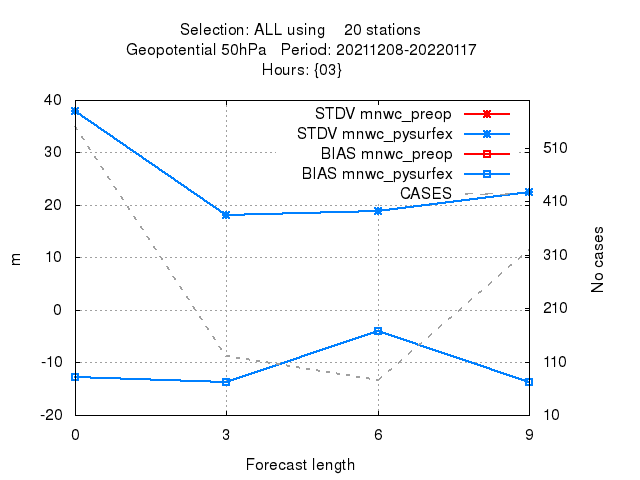 Selection: ALL using    20 stations
Geopotential 50hPa   Period: 20211208-20220117
Hours: {03}
STDV mnwc_preop
STDV mnwc_pysurfex
BIAS mnwc_preop
BIAS mnwc_pysurfex
CASES
40
30
20
10
0
-10
-20
m
510
410
310
210
110
10
No cases
0 3 6 9
Forecast length